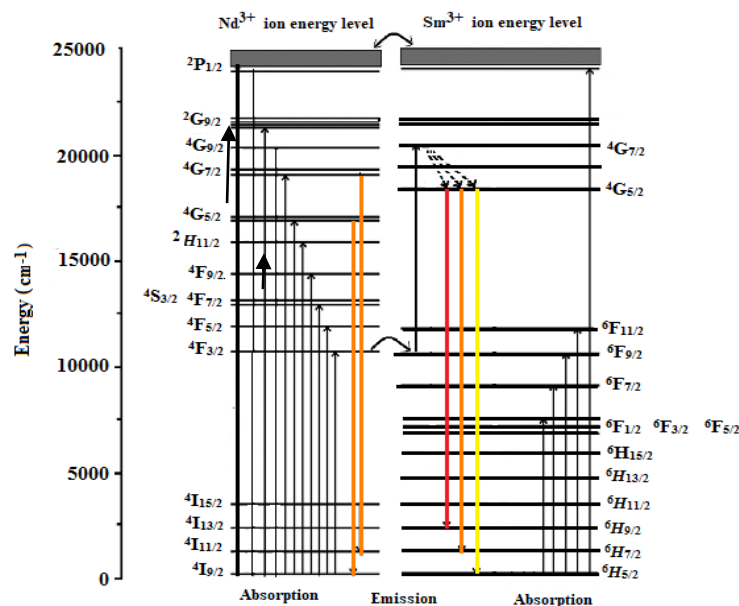 Nd3+ ion energy level
Sm3+ ion energy level
Energy ( cm-1)
25000
20000
15000
10000
5000
0
2P1/2
2G9/2
4G9/2
4G7/2
4G5/2
2 H11/2
4F9/2.
4S3/2 4F7/2
4F5/2
4F3/2
4I15/2
4I13/2
4I11/2
4I9/2
4G7/2
4G5/2
6F11/2
6F9/2
6F7/2
6F1/2 6F3/2 6F5/2
6H15/2
6H13/2
6H11/2
6H9/2
6H7/2
6H5/2
Absorption
Emission
Absorption